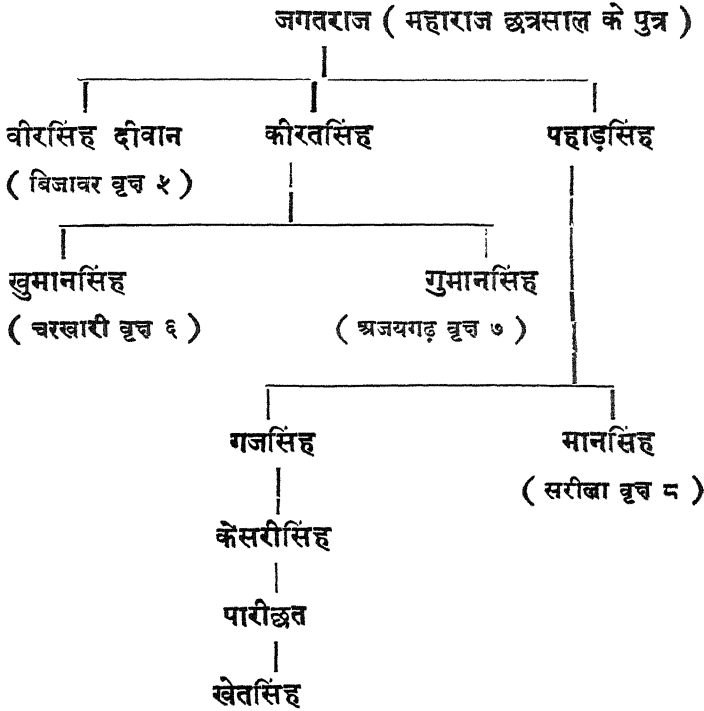 जगतराज ( महाराज छत्रसाल के पुत्र )
वीरसिंह दीवान कीरतसिंह पहाड़सिंह
( बिजावर वृक्ष ५ )
खुमानसिंह गुमानसिंह
( चरखारी वृक्ष ६ ) ( अजयगढ़ वृक्ष ७ )
गजसिंह मानसिंह
( सरीला वृक्ष ८ )
केसरीसिंह
पारीछत
खेतसिंह